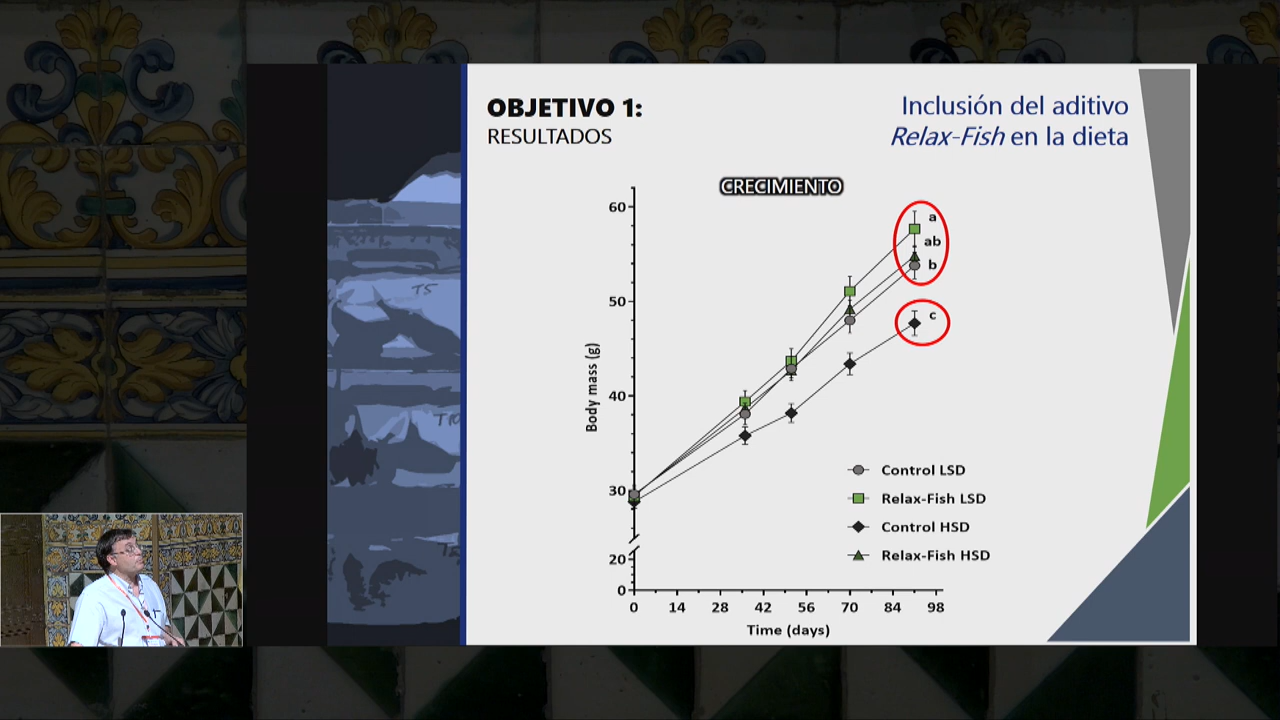 OBJETIVO 1:
RESULTADOS
Inclusión del aditivo
Relax-Fish en la dieta
CRECIMIENTO
60
50
40
30
20
0
Body mass (g)
a
ab
b
c
Control LSD
Relax-Fish LSD
Control HSD
Relax-Fish HSD
0 14 28 42 56 70 84 98
Time (days)
T5